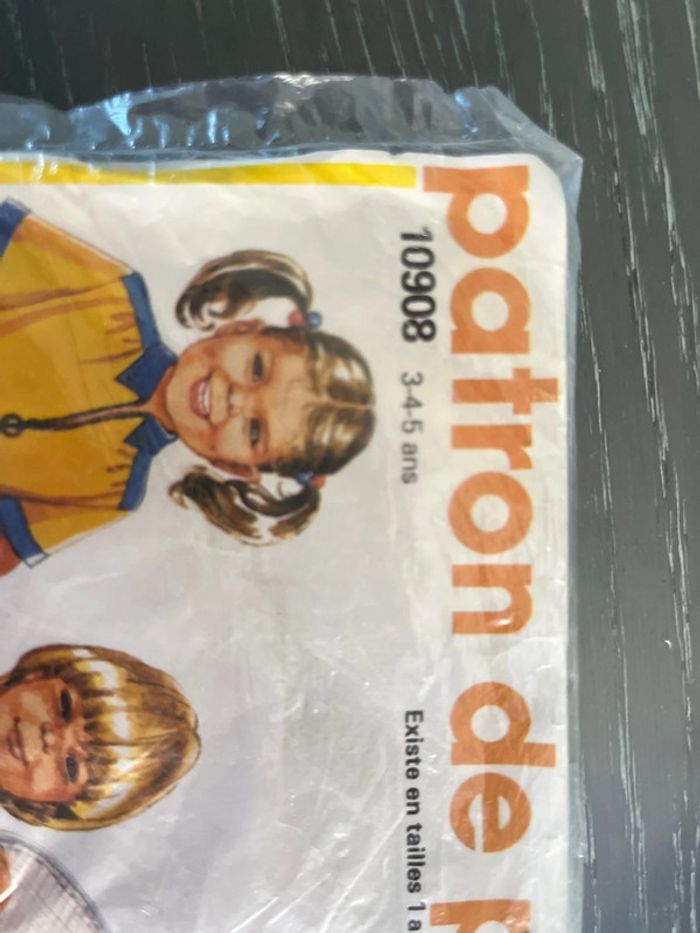 patron de p
10908 3-4-5 ans
Existe en tailles 1 a